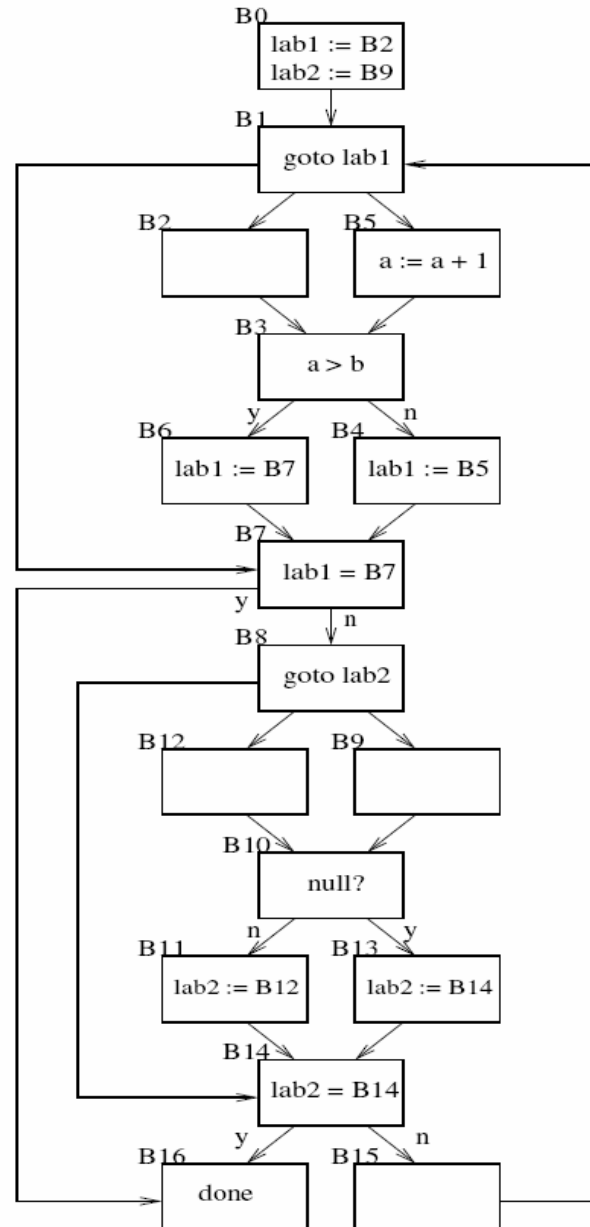 B0
lab1 := B2
lab2 := B9
B1
goto lab1
B2
B5
a := a + 1
B3
a > b
y
n
B6
B4
lab1 := B7
lab1 := B5
B7
lab1 = B7
y
n
B8
goto lab2
B12
B9
B10
null?
n
y
B11
B13
lab2 := B12
lab2 := B14
B14
lab2 = B14
y
n
B16
B15
done